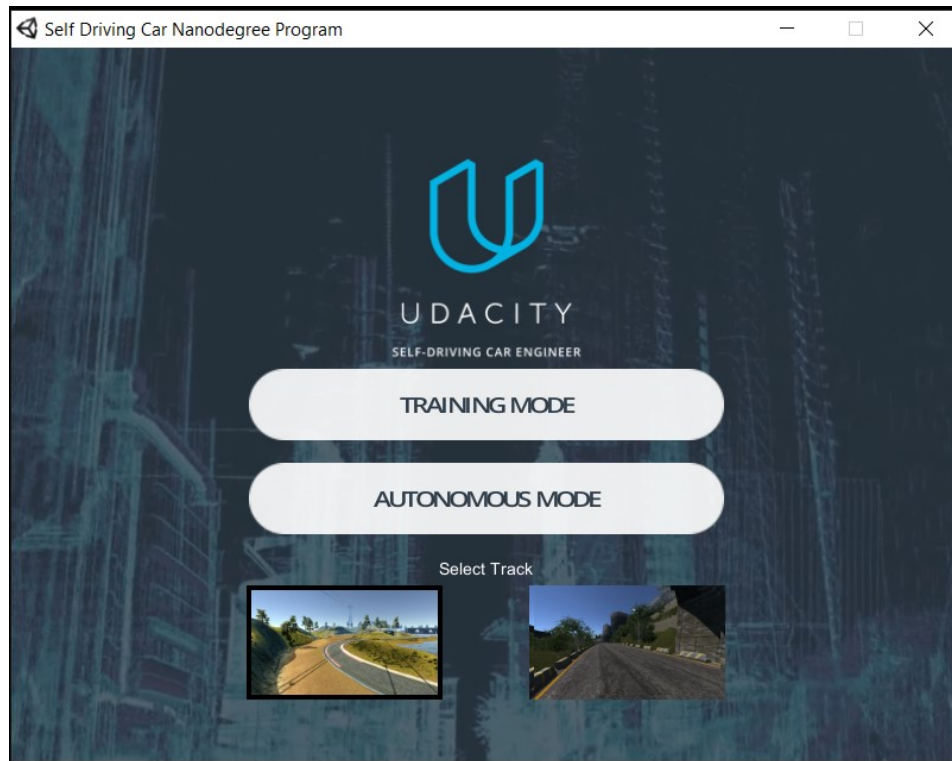 Self Driving Car Nanodegree Program
UDACITY
SELF-DRIVING CAR ENGINEER
TRAINING MODE
AUTONOMOUS MODE
Select Track